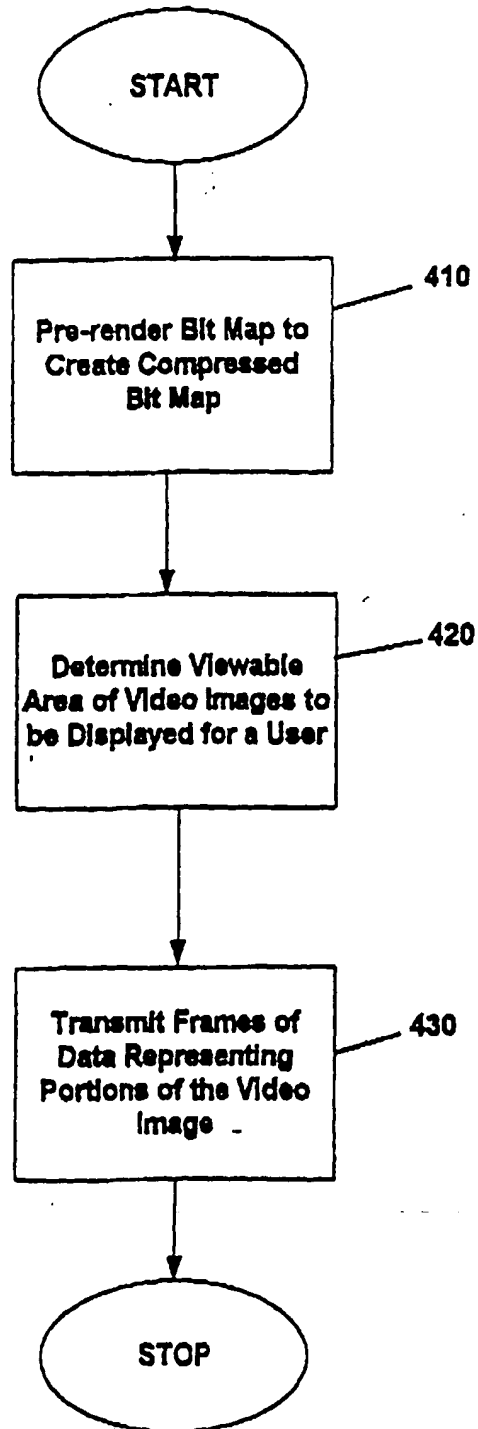 START
410
Pre-render Bit Map to
Create Compressed
Bit Map
420
Determine Viewable
Area of Video Images to
be Displayed for a User
430
Transmit Frames of
Data Representing
Portions of the Video
Image
STOP